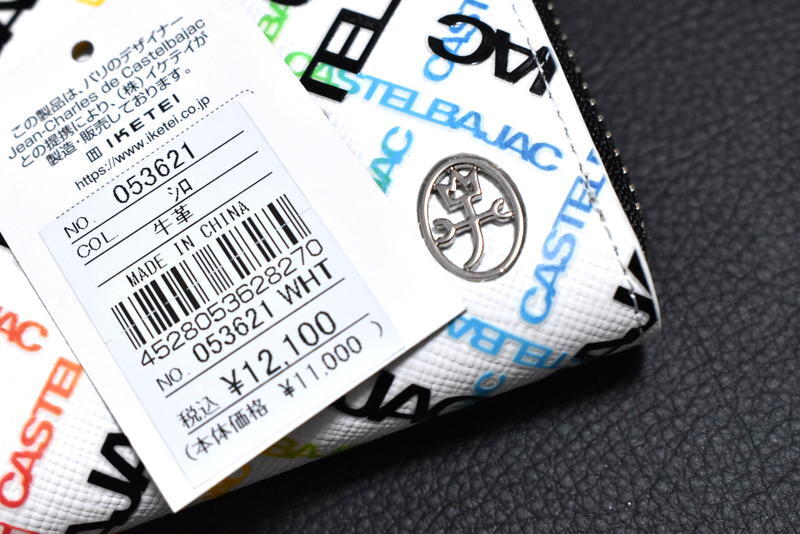 この製品は、パリのデザイナー
Jean-Charles de Castelbajac
との提携により、(株)イケテイが
製造・販売しております。
IKETEI
https://www.iketei.co.jp
NO. 053621
COL. シロ
牛革
MADE IN CHINA
4528053628270
NO. 053621 WHT
税込 ¥12,100
(本体価格 ¥11,000 )
CAST
JAC
CASTELBAJAC
JAC
CASTELBAJAC
CASTEL
JAC